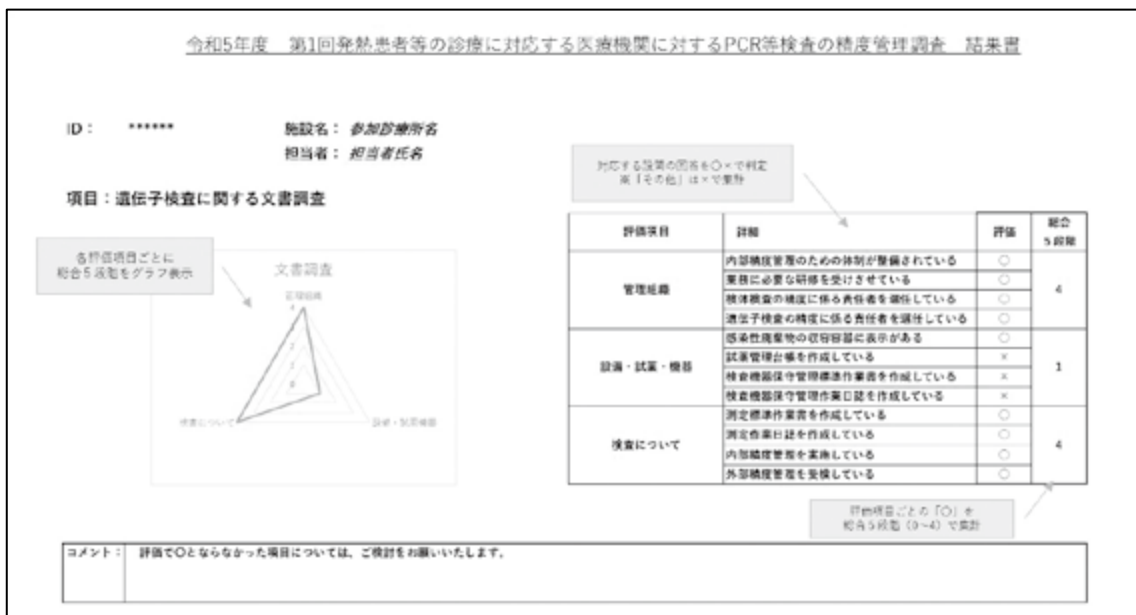 令和5年度　第1回発熱患者等の診療に対応する医療機関に対するPCR等検査の精度管理調査　結果書
ID：　******　施設名：　参加診療所名
担当者：　担当者氏名
項目：遺伝子検査に関する文書調査
各評価項目ごとに
総合5段階をグラフ表示
文書調査
管理組織
4
2
1
0
検査について
設備・試薬機器
対応する設問の回答を〇×で判定
※「その他」は×で集計
評価項目　詳細　評価　総合
5段階
管理組織
内部精度管理のための体制が整備されている　〇
業務に必要な研修を受けさせている　〇
検体検査の精度に係る責任者を選任している　〇
遺伝子検査の精度に係る責任者を選任している　〇
4
設備・試薬・機器
感染性廃棄物の収容容器に表示がある　〇
試薬管理台帳を作成している　×
検査機器保守管理標準作業書を作成している　×
検査機器保守管理作業日誌を作成している　×
1
検査について
測定標準作業書を作成している　〇
測定作業日誌を作成している　〇
内部精度管理を実施している　〇
外部精度管理を受検している　〇
4
評価項目ごとの「〇」を
総合5段階（0～4）で集計
コメント：　評価で〇とならなかった項目については、ご検討をお願いいたします。